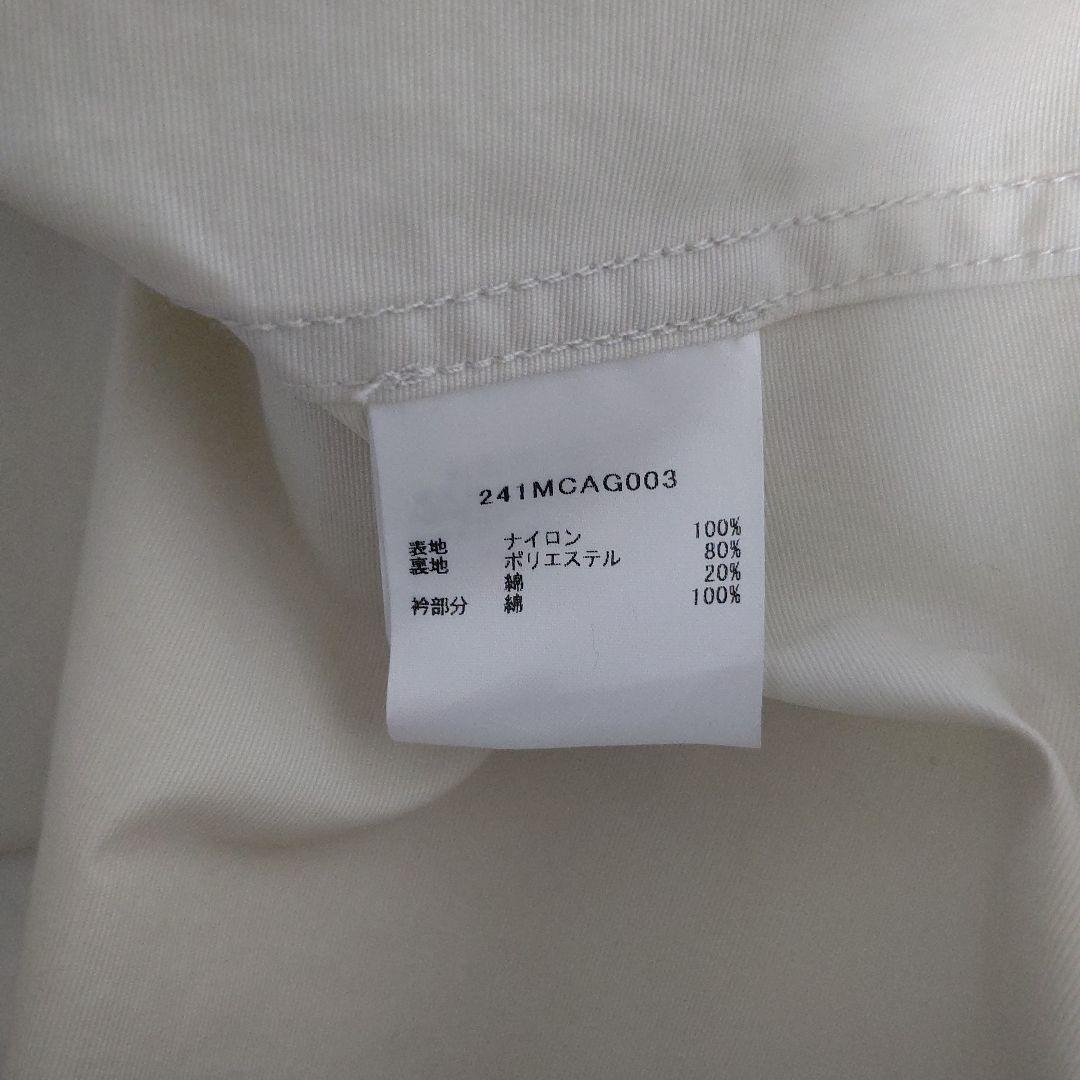 241MCAG003
表地 ナイロン 100%
裏地 ポリエステル 80%
綿 20%
衿部分 綿 100%